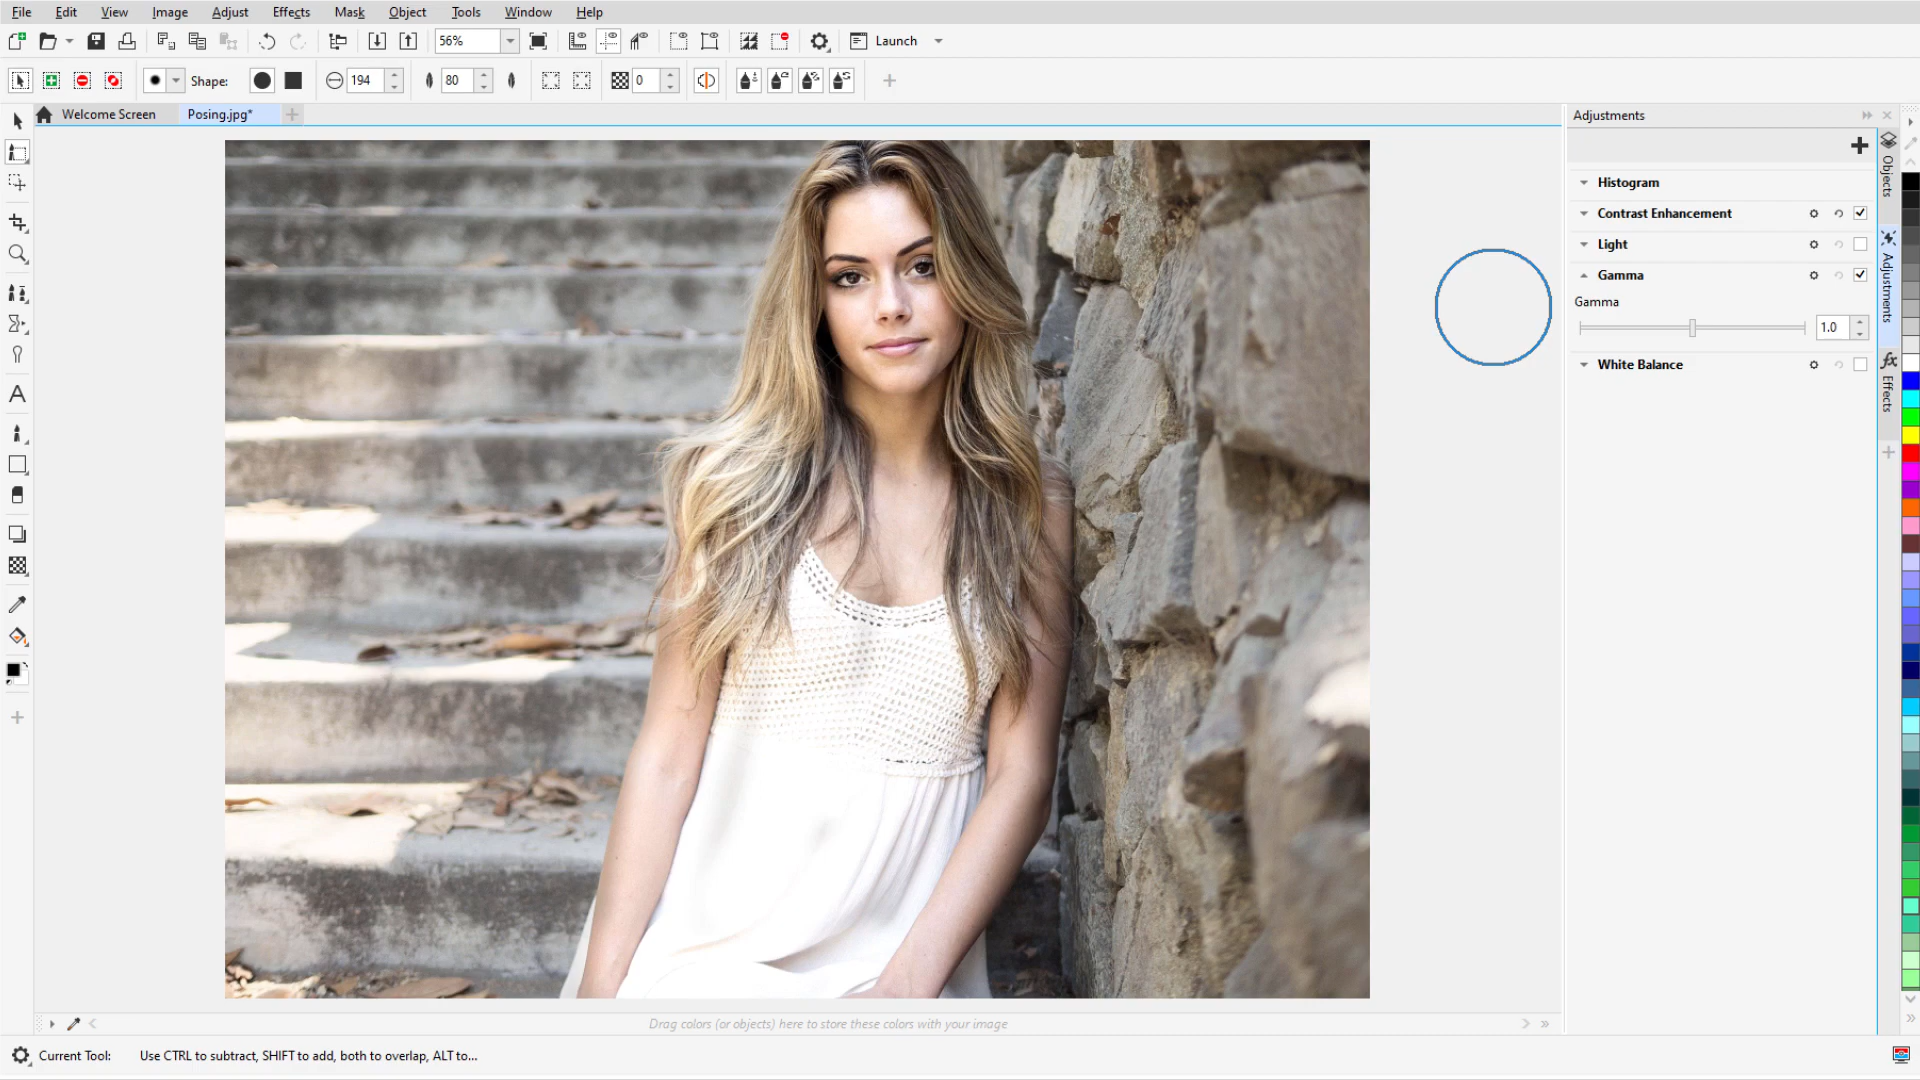 File Edit View Image Adjust Effects Mask Object Tools Window Help
56% Launch
Shape: 194 80 0
Welcome Screen Posing.jpg*
Adjustments
Histogram
Contrast Enhancement
Light
Gamma
Gamma
1.0
White Balance
Objects
Adjustments
Effects
Drag colors (or objects) here to store these colors with your image
Current Tool: Use CTRL to subtract, SHIFT to add, both to overlap, ALT to...